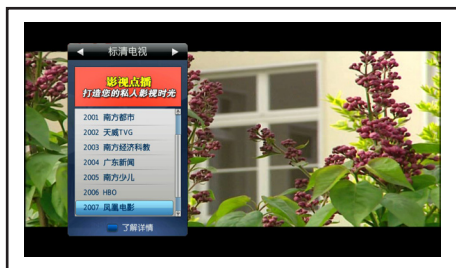 标清电视
影视点播
打造您的私人影视时光
2001 南方都市
2002 天威TVG
2003 南方经济科教
2004 广东新闻
2005 南方少儿
2006 HBO
2007 凤凰电影
了解详情